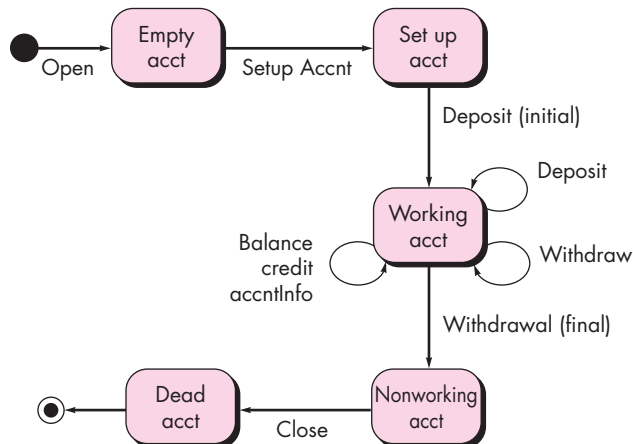 Empty
acct
Set up
acct
Open
Setup Accnt
Deposit (initial)
Deposit
Working
acct
Balance
credit
accntInfo
Withdraw
Withdrawal (final)
Dead
acct
Nonworking
acct
Close